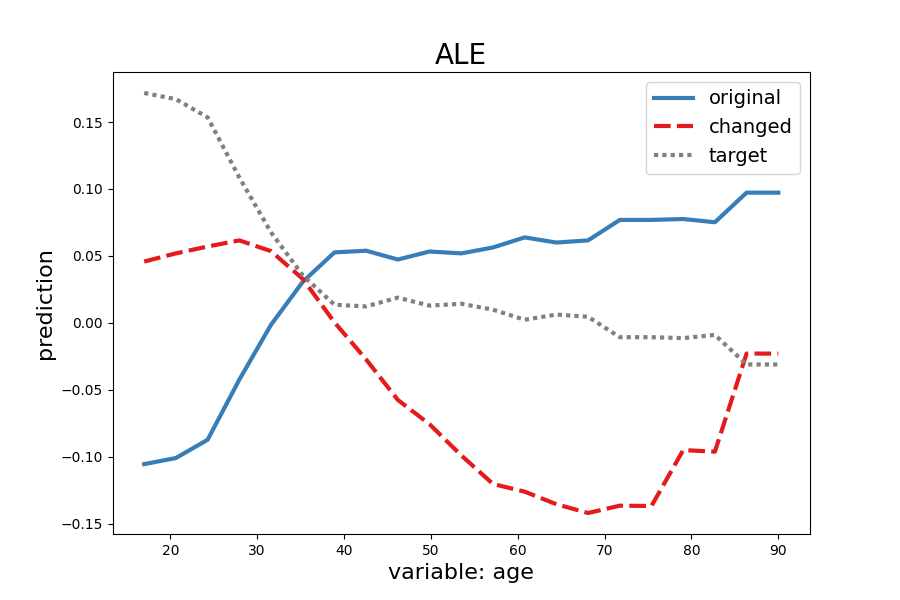 ALE
original
changed
target
prediction
0.15
0.10
0.05
0.00
−0.05
−0.10
−0.15
20 30 40 50 60 70 80 90
variable: age